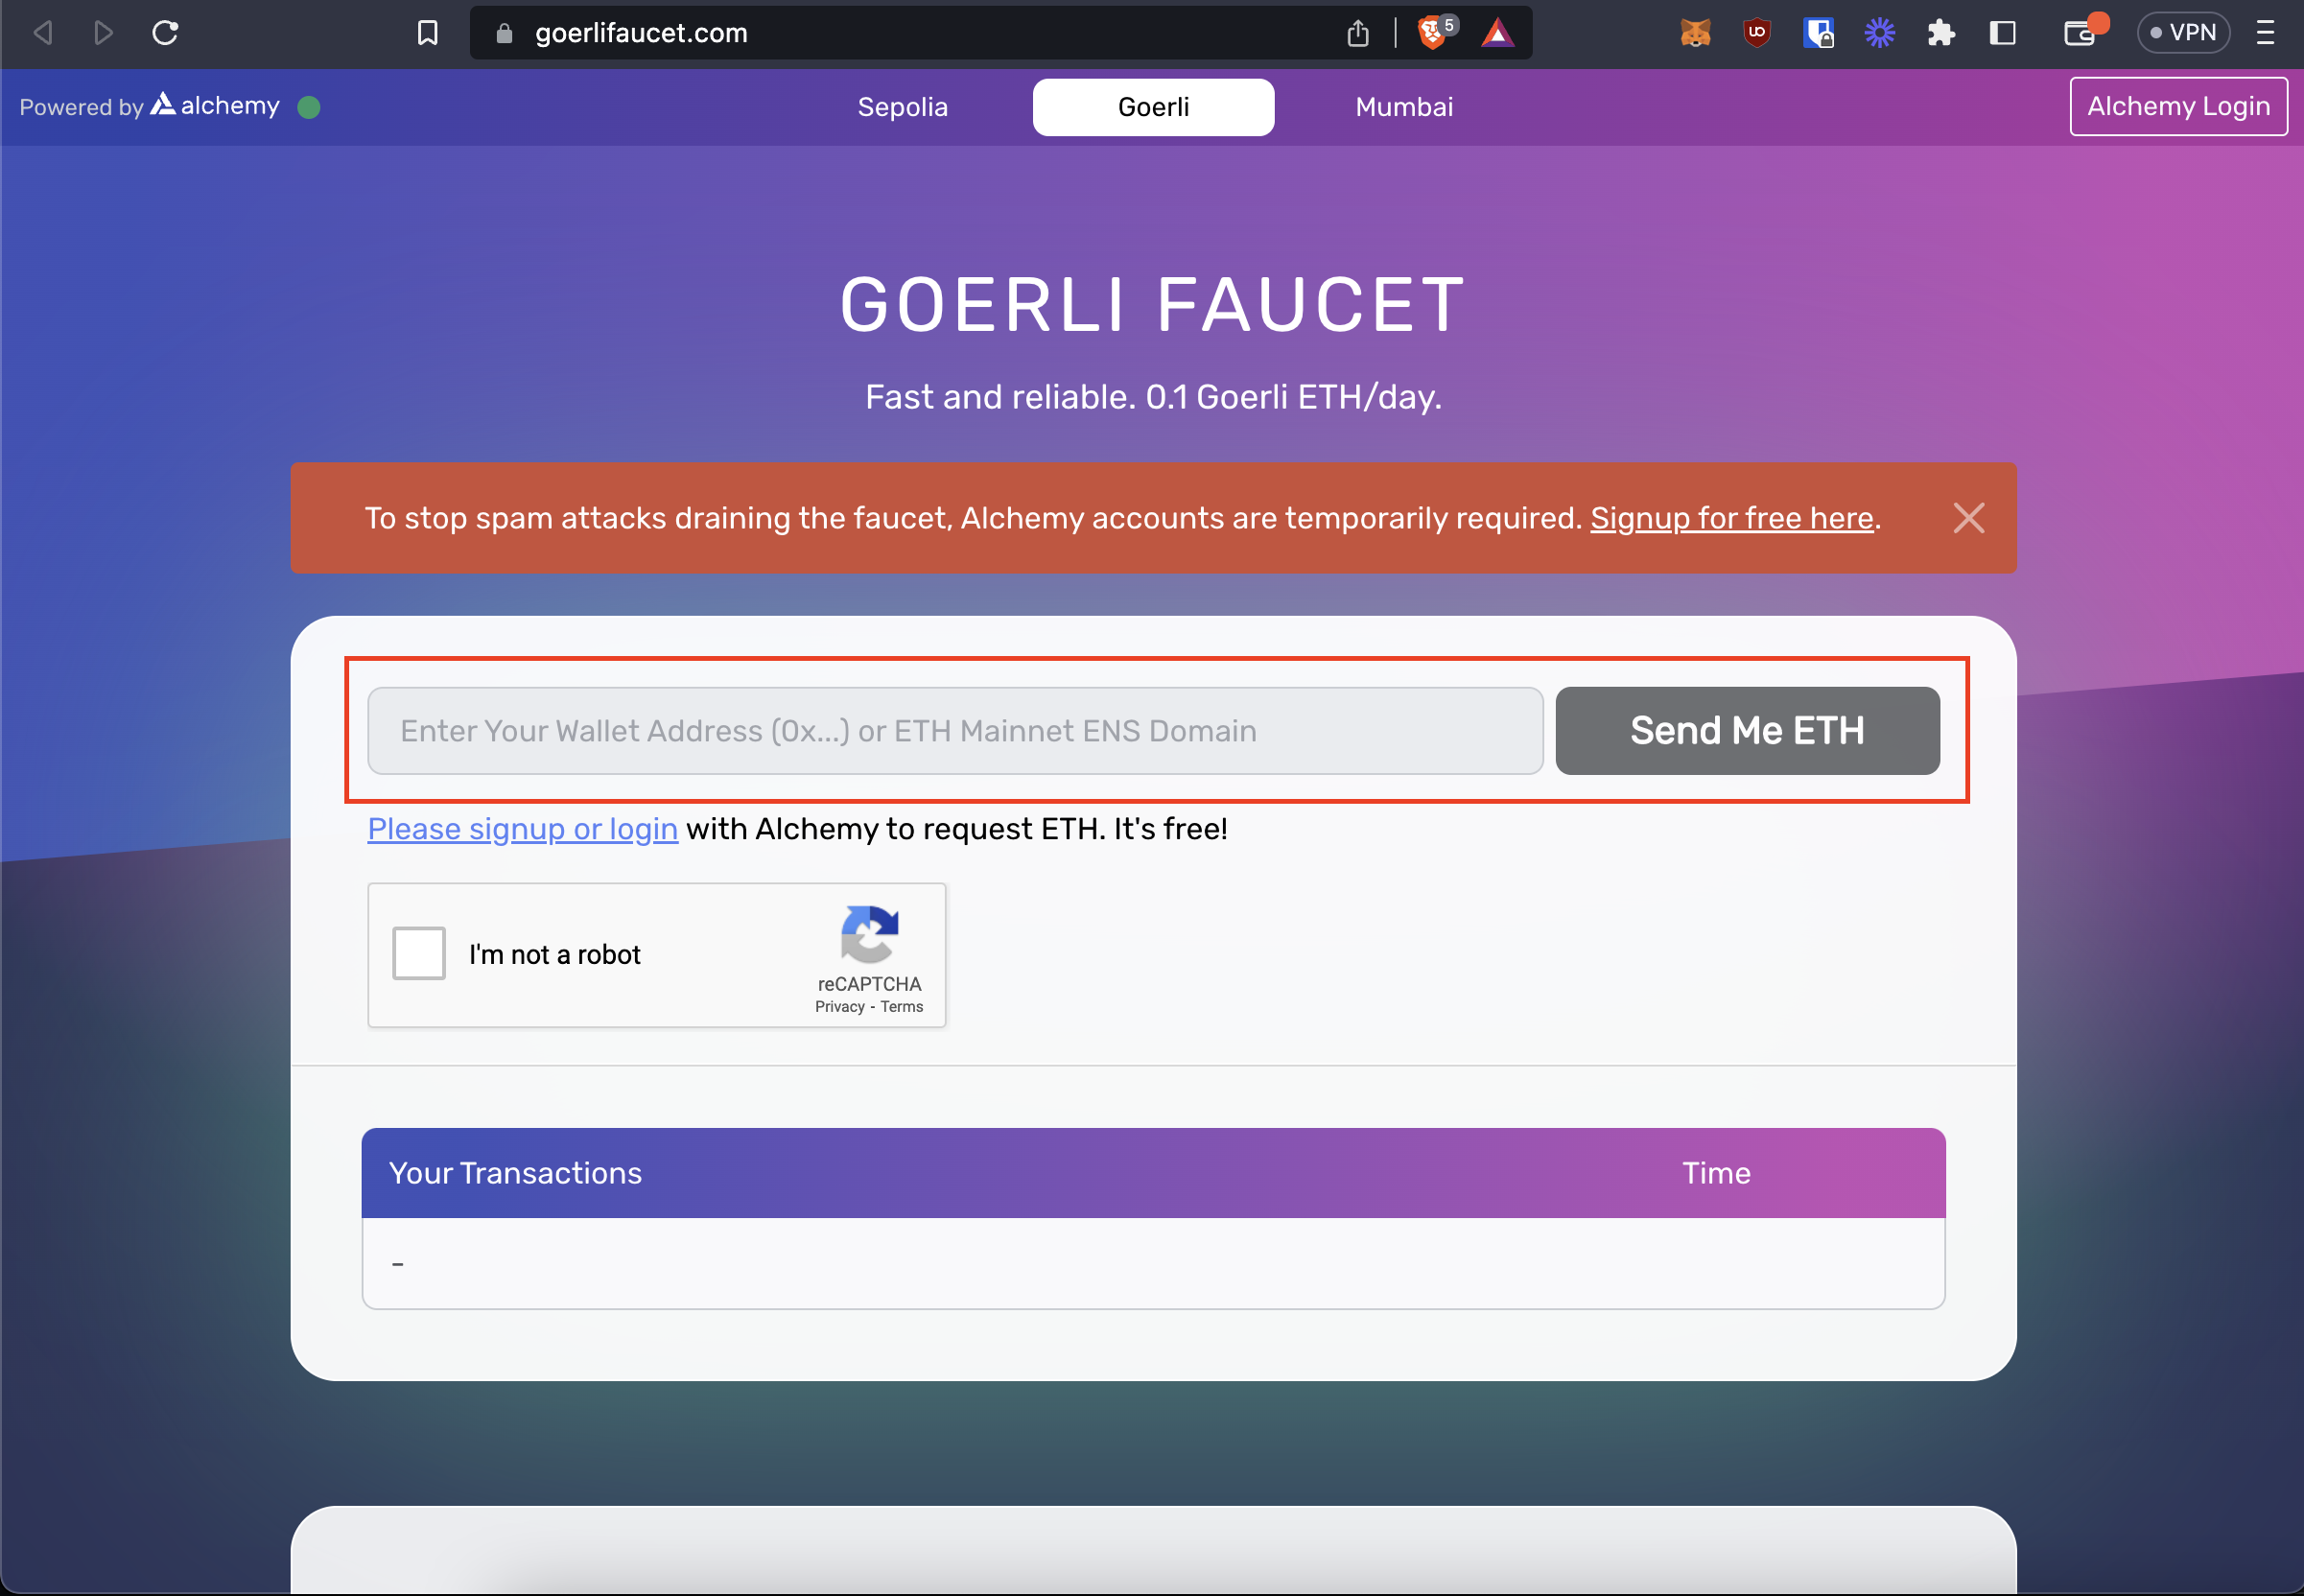 goerlifaucet.com
5
UO
VPN
Powered by alchemy
Sepolia
Goerli
Mumbai
Alchemy Login
GOERLI FAUCET
Fast and reliable. 0.1 Goerli ETH/day.
To stop spam attacks draining the faucet, Alchemy accounts are temporarily required. Signup for free here.
Enter Your Wallet Address (0x...) or ETH Mainnet ENS Domain
Send Me ETH
Please signup or login with Alchemy to request ETH. It's free!
I'm not a robot
reCAPTCHA
Privacy - Terms
Your Transactions
Time
-